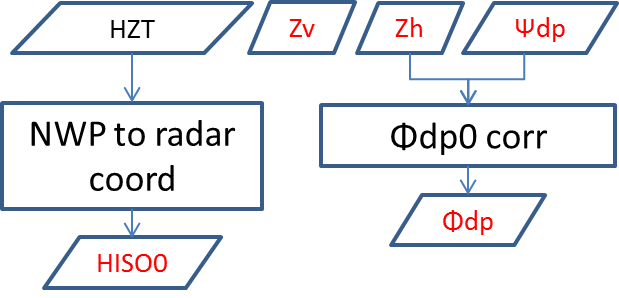 HZT
Zv
Zh
Ψdp
NWP to radar
coord
Φdp0 corr
Φdp
HISO0